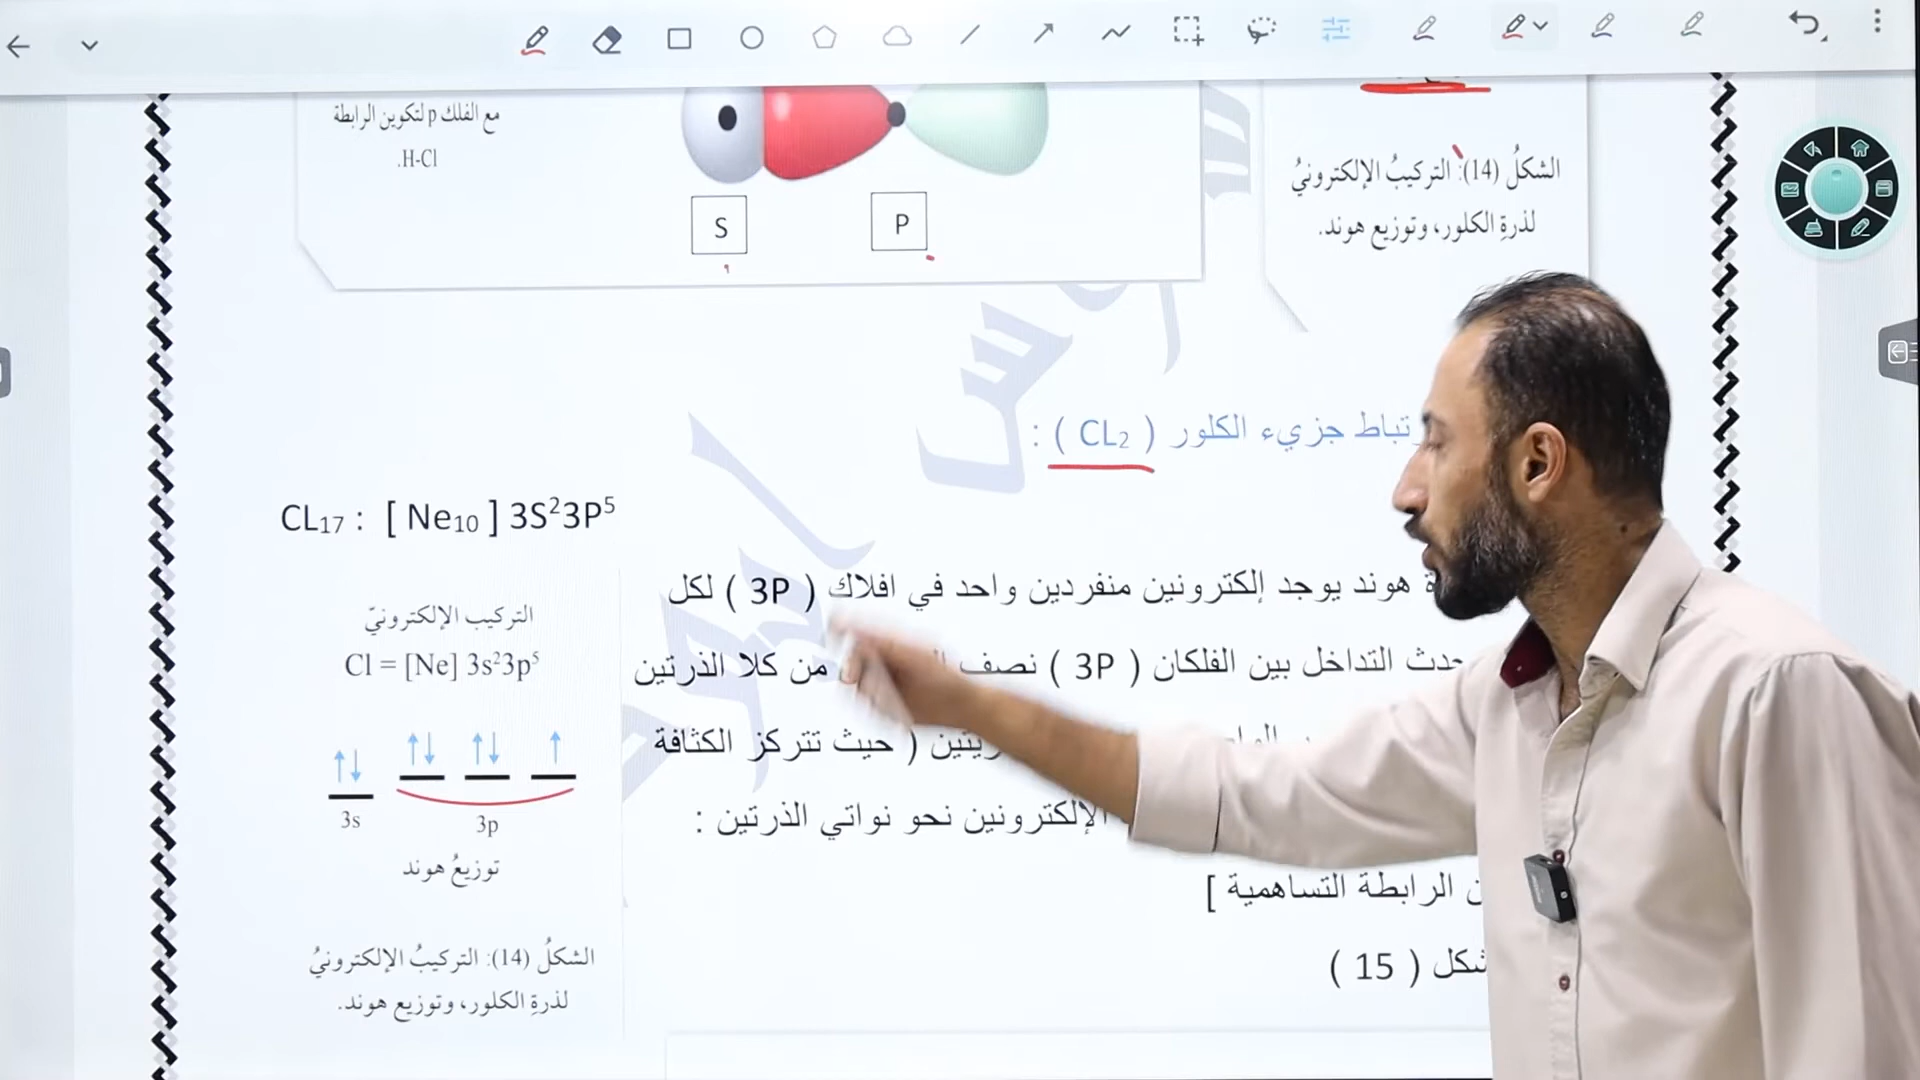 مع الفلك p لتكوين الرابطة
H-Cl.
S
P
الشكلُ (14): التركيبُ الإلكترونيُ
لذرةِ الكلور، وتوزيع هوند.
جزيء الكلور ( CL₂ ) :
CL₁₇ : [ Ne₁₀ ] 3S²3P⁵
هوند يوجد إلكترونين منفردين واحد في افلاك ( 3P ) لكل
التداخل بين الفلكان ( 3P ) نصف من كلا الذرتين
( حيث تتركز الكثافة
الإلكترونين نحو نواتي الذرتين :
الرابطة التساهمية ]
( 15 )
التركيب الإلكترونيّ
Cl = [Ne] 3s²3p⁵
↑↓ ↑↓ ↑↓ ↑
3s 3p
توزيعُ هوند
الشكلُ (14): التركيبُ الإلكترونيُ
لذرةِ الكلور، وتوزيع هوند.